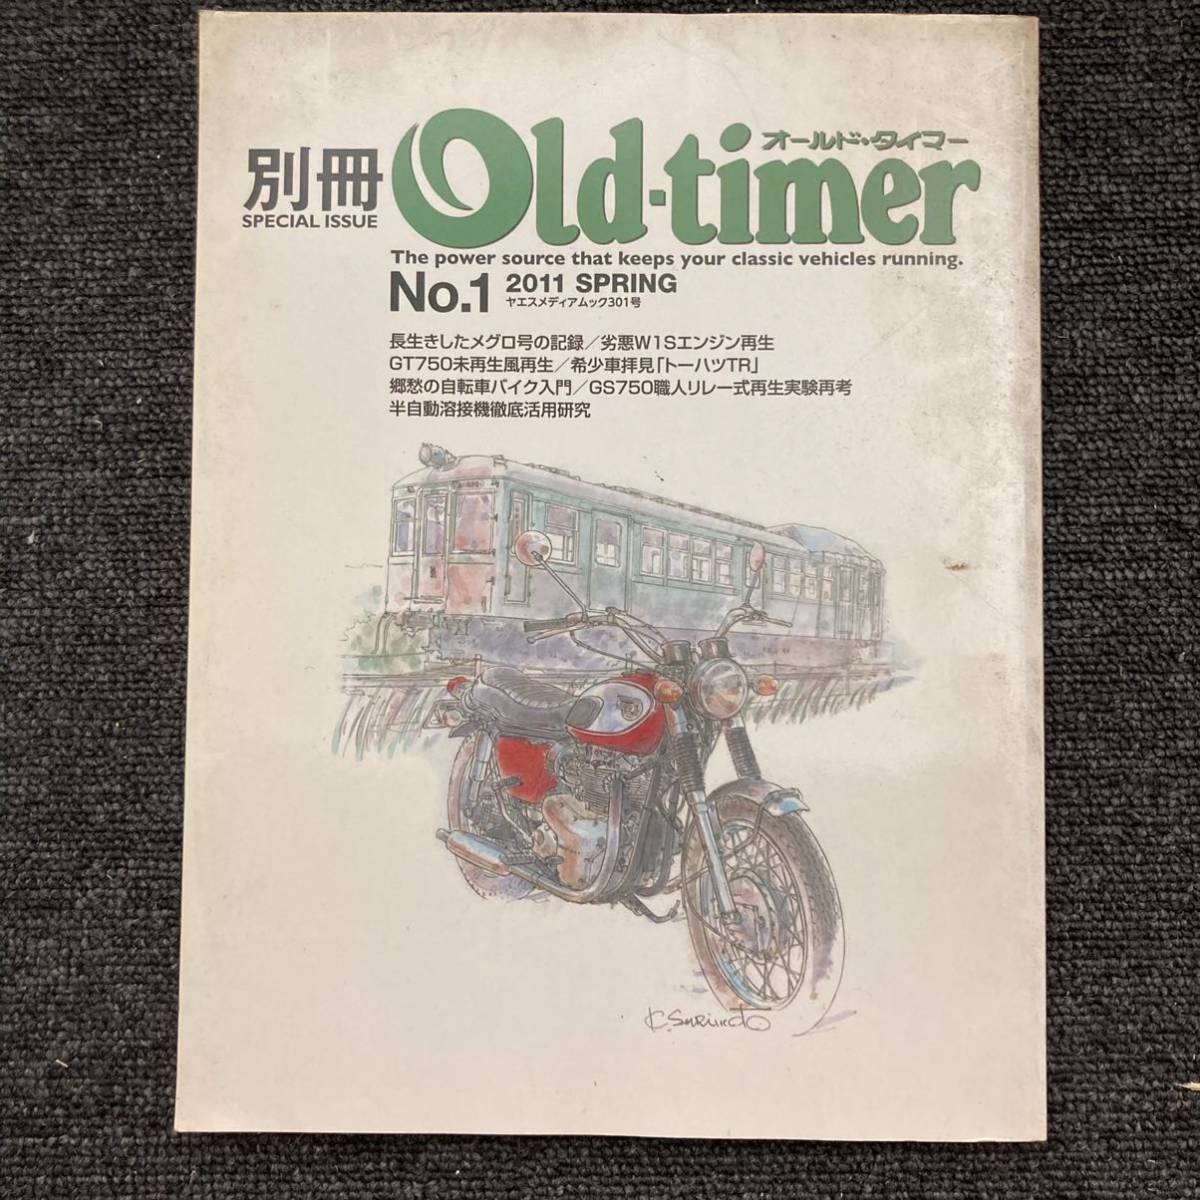 オールド・タイマー
別冊
SPECIAL ISSUE
Old-timer
The power source that keeps your classic vehicles running.
No.1 2011 SPRING
ヤエスメディアムック301号
長生きしたメグロ号の記録／劣悪W1Sエンジン再生
GT750未再生風再生／希少車拝見「トーハツTR」
郷愁の自転車バイク入門／GS750職人リレー式再生実験再考
半自動溶接機徹底活用研究